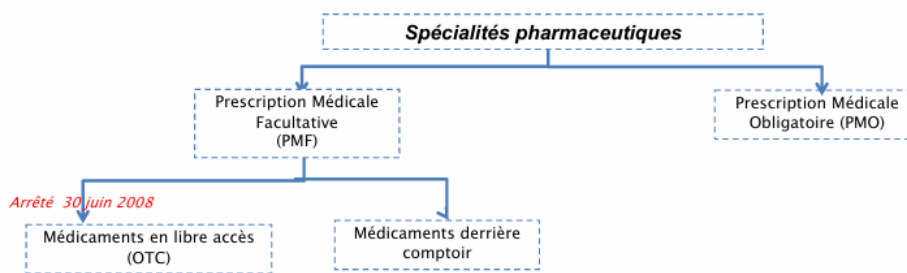 Spécialités pharmaceutiques
Prescription Médicale
Facultative
(PMF)
Prescription Médicale
Obligatoire (PMO)
Arrêté 30 juin 2008
Médicaments en libre accès
(OTC)
Médicaments derrière
comptoir